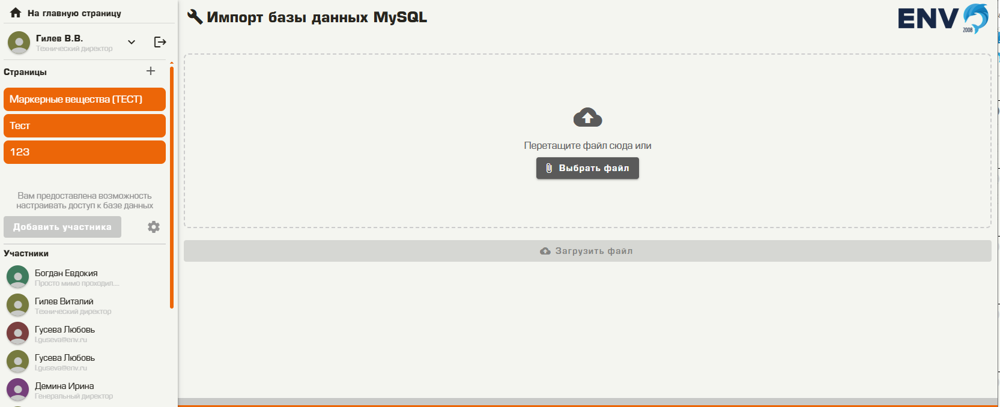 На главную страницу
Гилев В.В.
Технический директор
Страницы
Маркерные вещества (ТЕСТ)
Тест
123
Вам предоставлена возможность
настраивать доступ к базе данных
Добавить участника
Участники
Богдан Евдокия
Просто мимо проходил....
Гилев Виталий
Технический директор
Гусева Любовь
l.guseva@env.ru
Гусева Любовь
l.guseva@env.ru
Демина Ирина
Генеральный директор
Импорт базы данных MySQL
ENV
2008
Перетащите файл сюда или
Выбрать файл
Загрузить файл